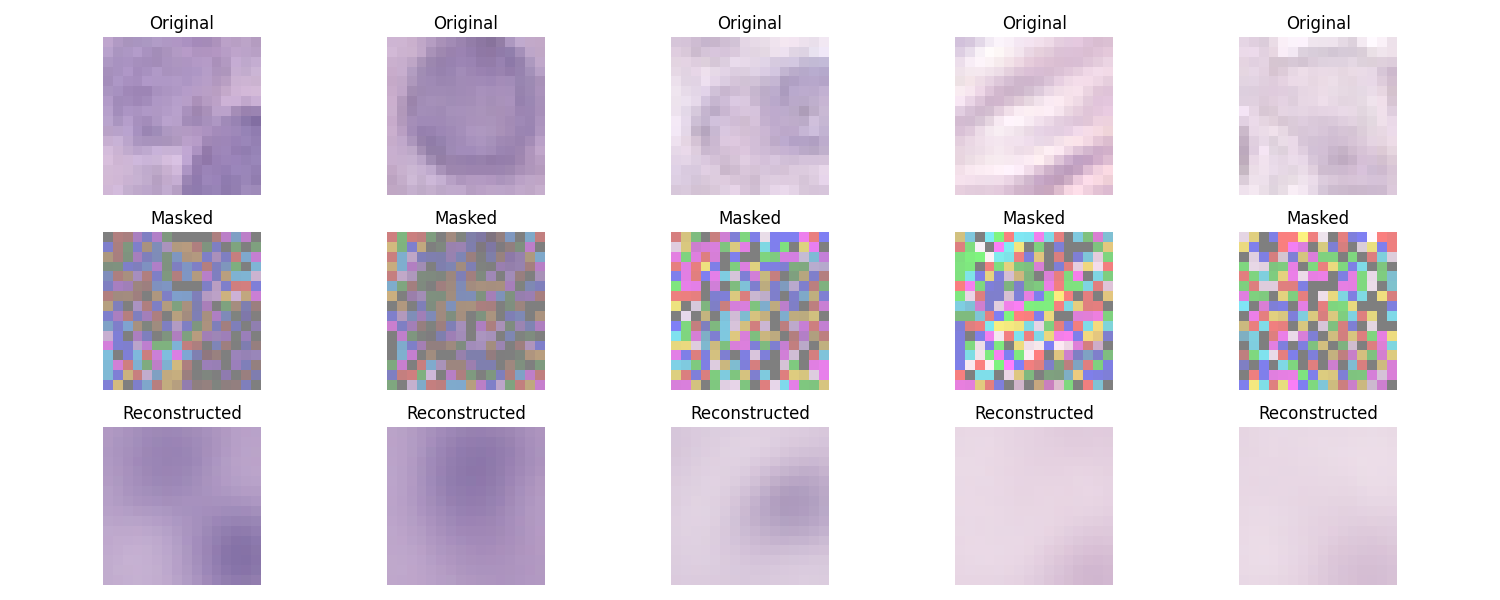 Original Original Original Original Original
Masked Masked Masked Masked Masked
Reconstructed Reconstructed Reconstructed Reconstructed Reconstructed